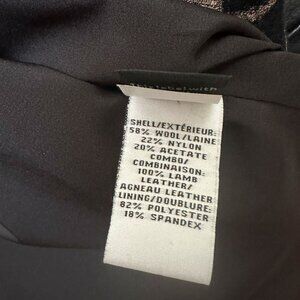 SHELL/EXTÉRIEUR:
58% WOOL/LAINE
22% NYLON
20% ACETATE
COMBO/
COMBINAISON:
100% LAMB
LEATHER/
AGNEAU LEATHER
LINING/DOUBLURE:
82% POLYESTER
18% SPANDEX